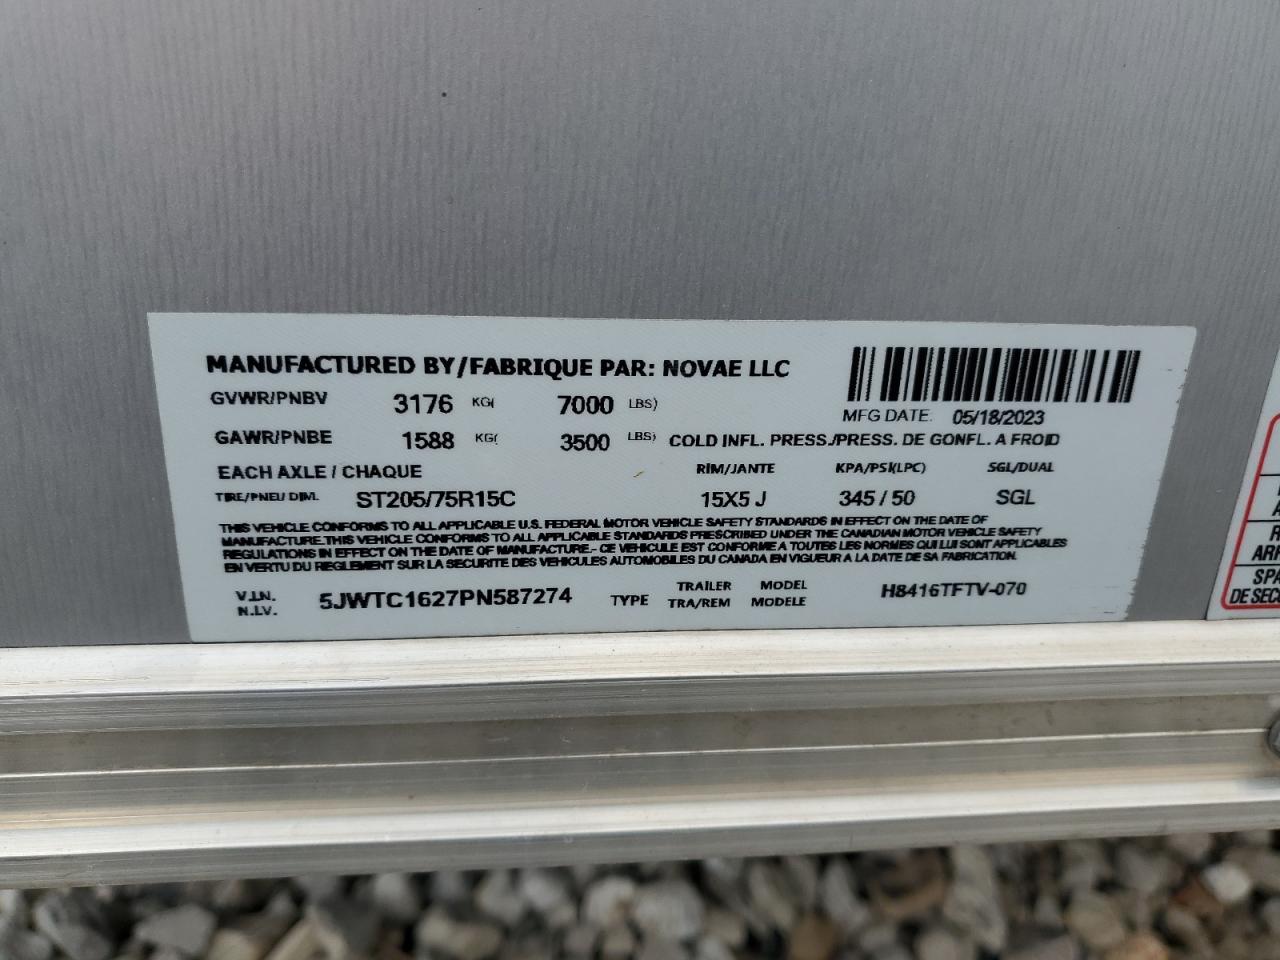 MANUFACTURED BY/FABRIQUE PAR: NOVAE LLC
GVWR/PNBV 3176 KG( 7000 LBS)
MFG DATE. 05/18/2023
GAWR/PNBE 1588 KG( 3500 LBS) COLD INFL. PRESS./PRESS. DE GONFL. A FROID
EACH AXLE / CHAQUE RIM/JANTE KPA/PSI(LPC) SGL/DUAL
TIRE/PNEU DIM. ST205/75R15C 15X5 J 345 / 50 SGL
THIS VEHICLE CONFORMS TO ALL APPLICABLE U.S. FEDERAL MOTOR VEHICLE SAFETY STANDARDS IN EFFECT ON THE DATE OF
MANUFACTURE.THIS VEHICLE CONFORMS TO ALL APPLICABLE STANDARDS PRESCRIBED UNDER THE CANADIAN MOTOR VEHICLE SAFETY
REGULATIONS IN EFFECT ON THE DATE OF MANUFACTURE.- CE VEHICULE EST CONFORME A TOUTES LES NORMES QUI LUI SONT APPLICABLES
EN VERTU DU REGLEMENT SUR LA SECURITE DES VEHICULES AUTOMOBILES DU CANADA EN VIGUEUR A LA DATE DE SA FABRICATION.
V.I.N. 5JWTC1627PN587274 TYPE TRAILER MODEL H8416TFTV-070
N.I.V. TRA/REM MODELE
ARR
SPA
DE SEC